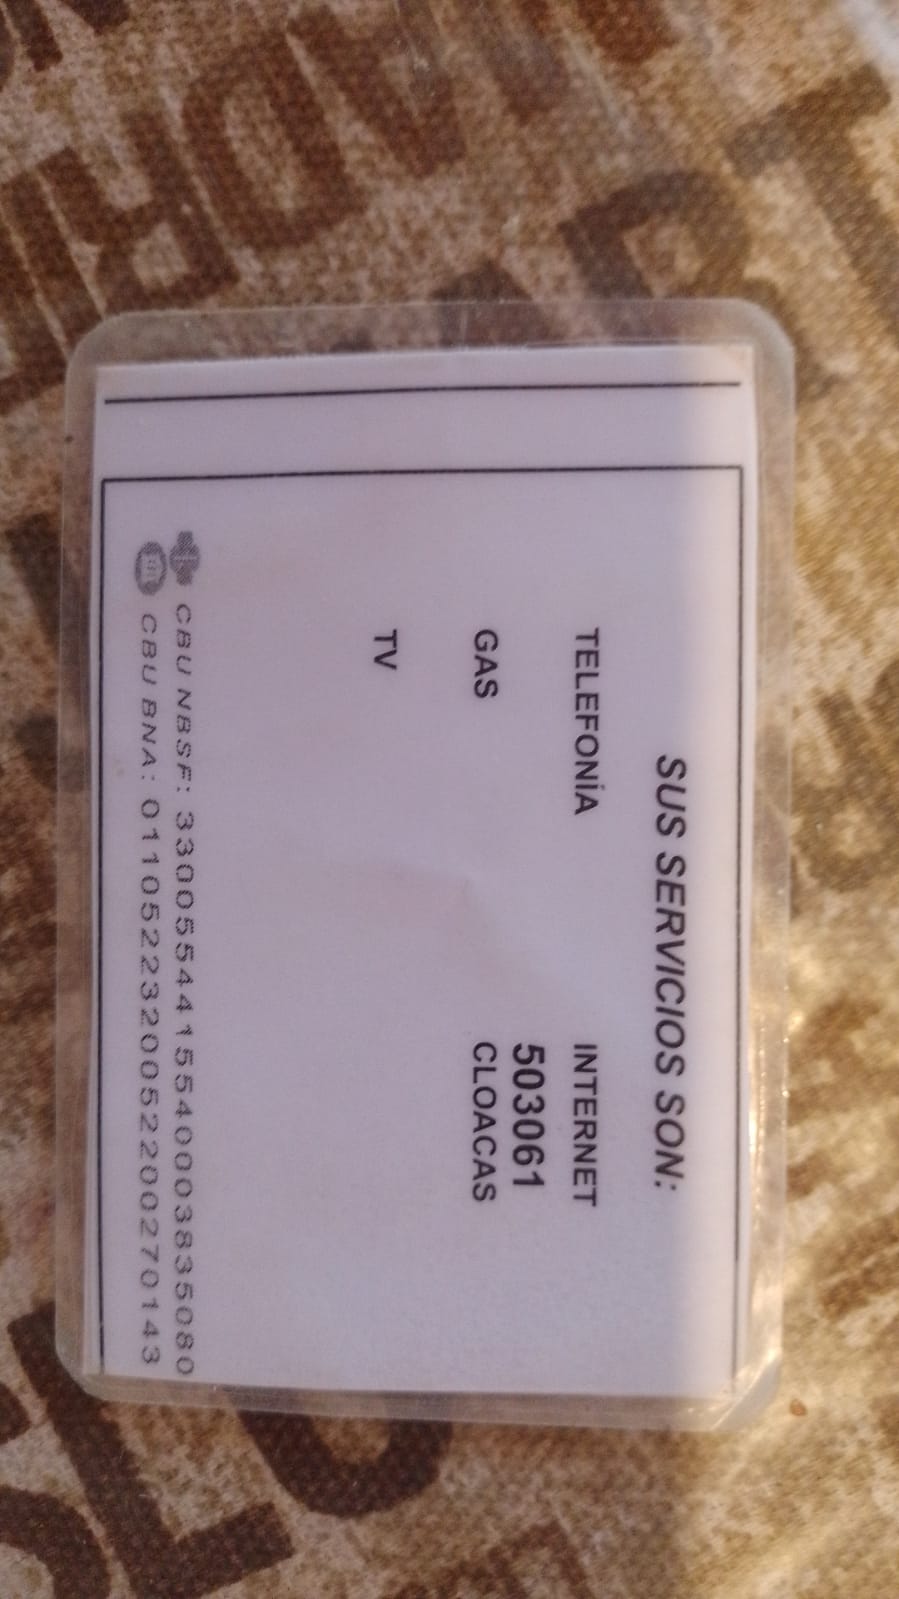 SUS SERVICIOS SON:
TELEFONÍA INTERNET
503061
GAS CLOACAS
TV
CBU NBSF: 3300554415540003835080
CBU BNA: 0110522320052200270143